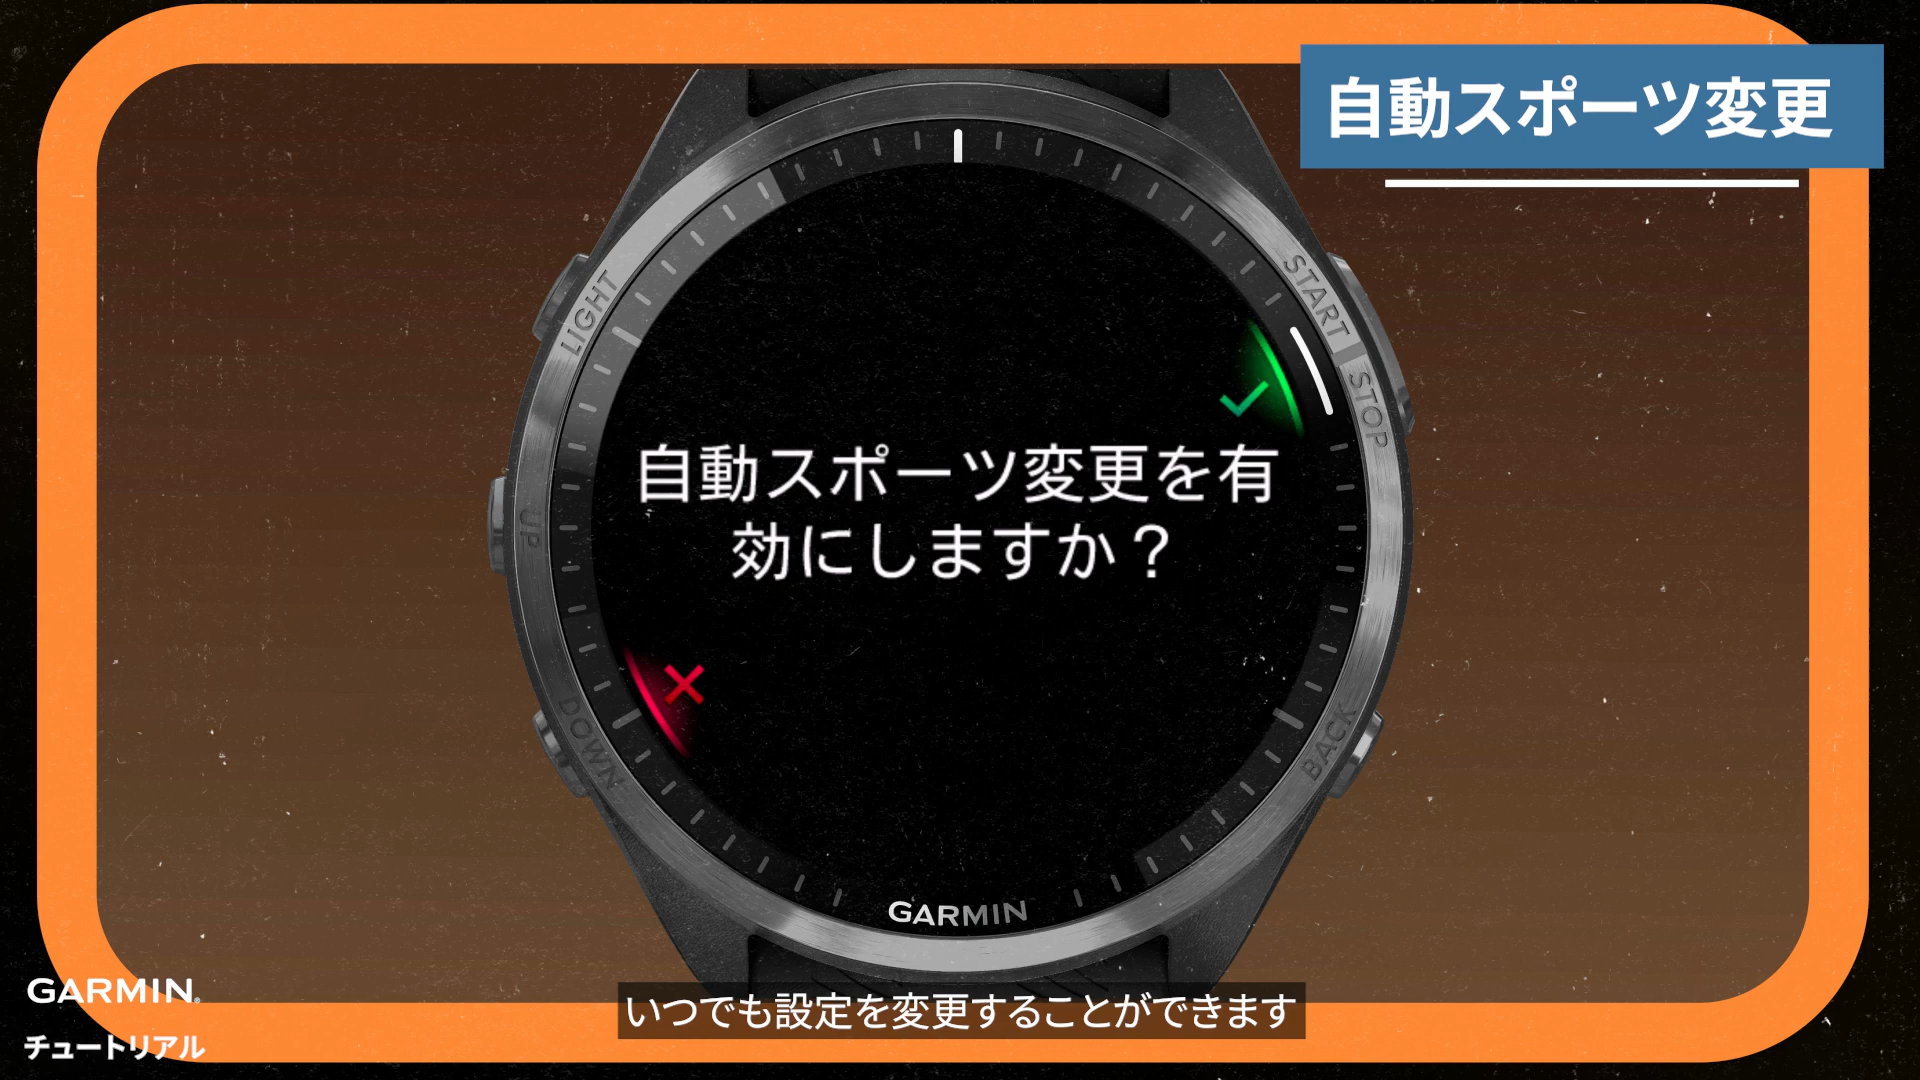 自動スポーツ変更
LIGHT
START
STOP
UP
自動スポーツ変更を有
効にしますか？
DOWN
BACK
GARMIN
GARMIN®
チュートリアル
いつでも設定を変更することができます